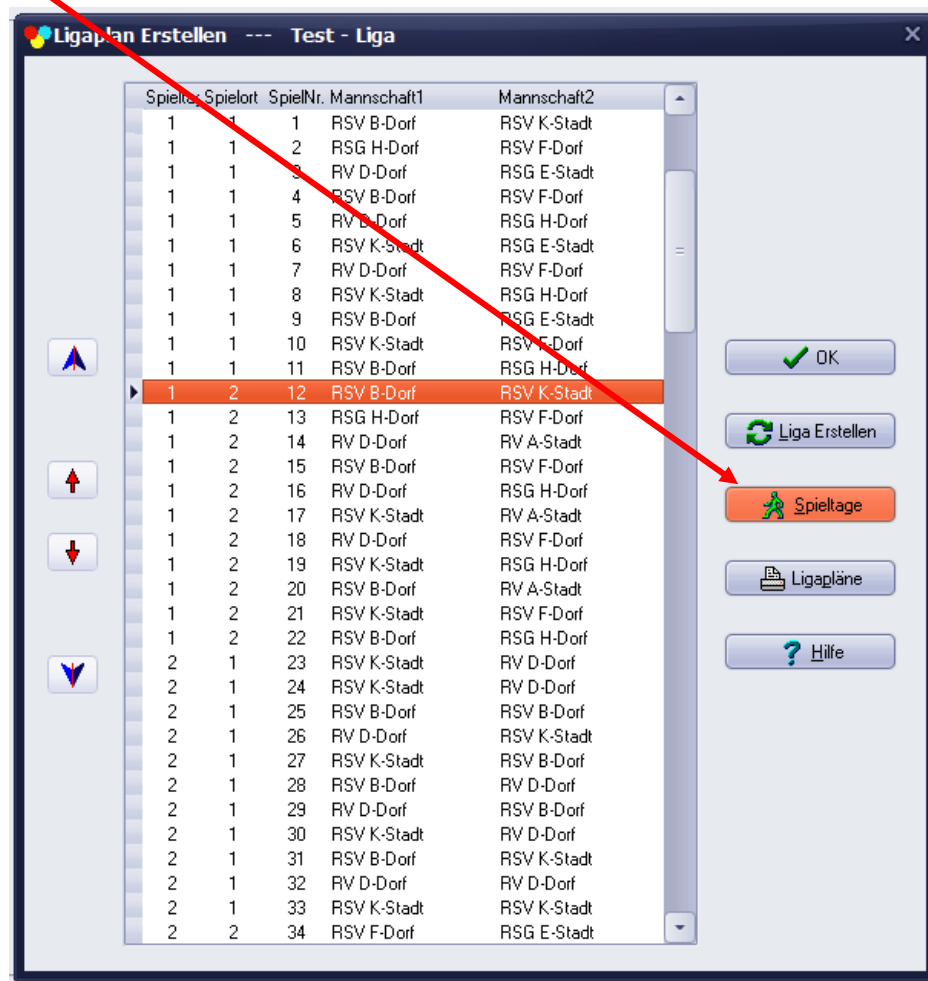 Ligaplan Erstellen --- Test - Liga
Spieltag Spielort SpielNr. Mannschaft1 Mannschaft2
1 1 1 RSV B-Dorf RSV K-Stadt
1 1 2 RSG H-Dorf RSV F-Dorf
1 1 3 RV D-Dorf RSG E-Stadt
1 1 4 RSV B-Dorf RSV F-Dorf
1 1 5 RV D-Dorf RSG H-Dorf
1 1 6 RSV K-Stadt RSG E-Stadt
1 1 7 RV D-Dorf RSV F-Dorf
1 1 8 RSV K-Stadt RSG H-Dorf
1 1 9 RSV B-Dorf RSG E-Stadt
1 1 10 RSV K-Stadt RSV F-Dorf
1 1 11 RSV B-Dorf RSG H-Dorf
1 2 12 RSV B-Dorf RSV K-Stadt
1 2 13 RSG H-Dorf RSV F-Dorf
1 2 14 RV D-Dorf RV A-Stadt
1 2 15 RSV B-Dorf RSV F-Dorf
1 2 16 RV D-Dorf RSG H-Dorf
1 2 17 RSV K-Stadt RV A-Stadt
1 2 18 RV D-Dorf RSV F-Dorf
1 2 19 RSV K-Stadt RSG H-Dorf
1 2 20 RSV B-Dorf RV A-Stadt
1 2 21 RSV K-Stadt RSV F-Dorf
1 2 22 RSV B-Dorf RSG H-Dorf
2 1 23 RSV K-Stadt RV D-Dorf
2 1 24 RSV K-Stadt RV D-Dorf
2 1 25 RSV B-Dorf RSV B-Dorf
2 1 26 RV D-Dorf RSV K-Stadt
2 1 27 RSV K-Stadt RSV B-Dorf
2 1 28 RSV B-Dorf RV D-Dorf
2 1 29 RV D-Dorf RSV B-Dorf
2 1 30 RSV K-Stadt RV D-Dorf
2 1 31 RSV B-Dorf RSV K-Stadt
2 1 32 RV D-Dorf RV D-Dorf
2 1 33 RSV K-Stadt RSV K-Stadt
2 2 34 RSV F-Dorf RSG E-Stadt
OK
Liga Erstellen
Spieltage
Ligapläne
Hilfe